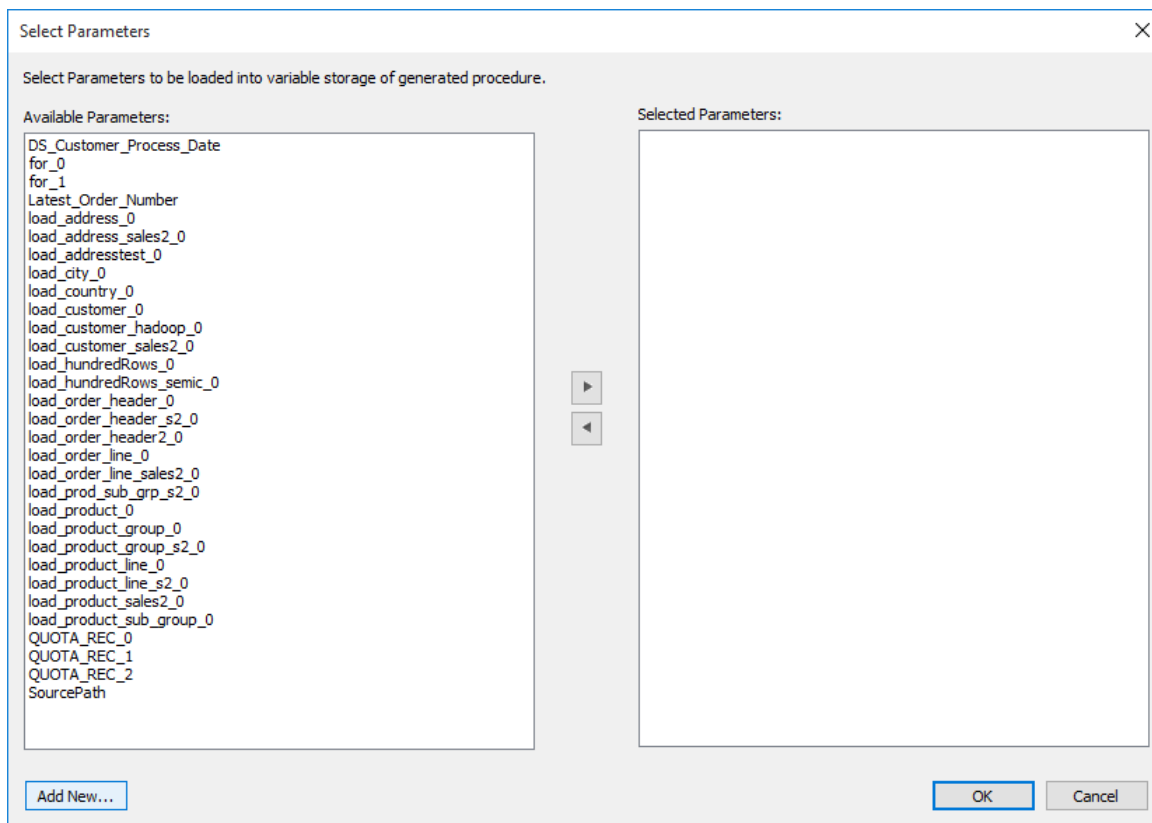 Select Parameters
Select Parameters to be loaded into variable storage of generated procedure.
Available Parameters:
Selected Parameters:
DS_Customer_Process_Date
for_0
for_1
Latest_Order_Number
load_address_0
load_address_sales2_0
load_addresstest_0
load_city_0
load_country_0
load_customer_0
load_customer_hadoop_0
load_customer_sales2_0
load_hundredRows_0
load_hundredRows_semic_0
load_order_header_0
load_order_header_s2_0
load_order_header2_0
load_order_line_0
load_order_line_sales2_0
load_prod_sub_grp_s2_0
load_product_0
load_product_group_0
load_product_group_s2_0
load_product_line_0
load_product_line_s2_0
load_product_sales2_0
load_product_sub_group_0
QUOTA_REC_0
QUOTA_REC_1
QUOTA_REC_2
SourcePath
Add New...
OK
Cancel